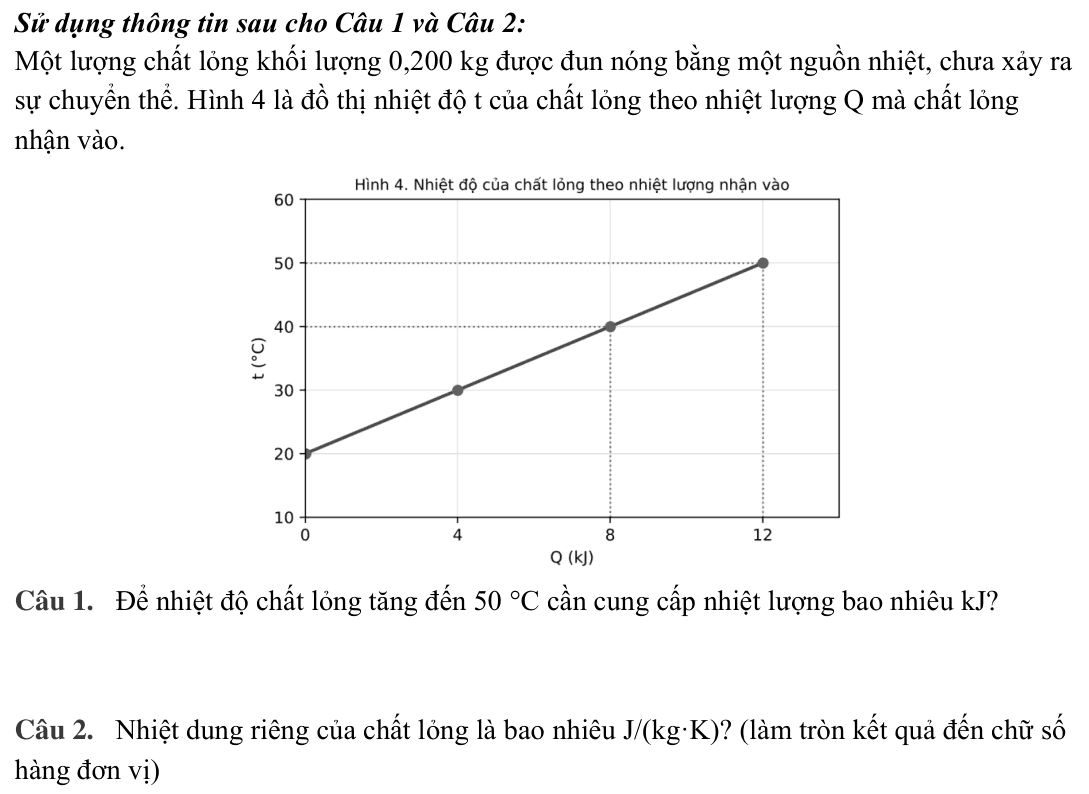 Sử dụng thông tin sau cho Câu 1 và Câu 2:
Một lượng chất lỏng khối lượng 0,200 kg được đun nóng bằng một nguồn nhiệt, chưa xảy ra
sự chuyển thể. Hình 4 là đồ thị nhiệt độ t của chất lỏng theo nhiệt lượng Q mà chất lỏng
nhận vào.
Hình 4. Nhiệt độ của chất lỏng theo nhiệt lượng nhận vào
60
50
40
30
20
10
t (°C)
0 4 8 12
Q (kJ)
Câu 1. Để nhiệt độ chất lỏng tăng đến 50 °C cần cung cấp nhiệt lượng bao nhiêu kJ?
Câu 2. Nhiệt dung riêng của chất lỏng là bao nhiêu J/(kg·K)? (làm tròn kết quả đến chữ số
hàng đơn vị)